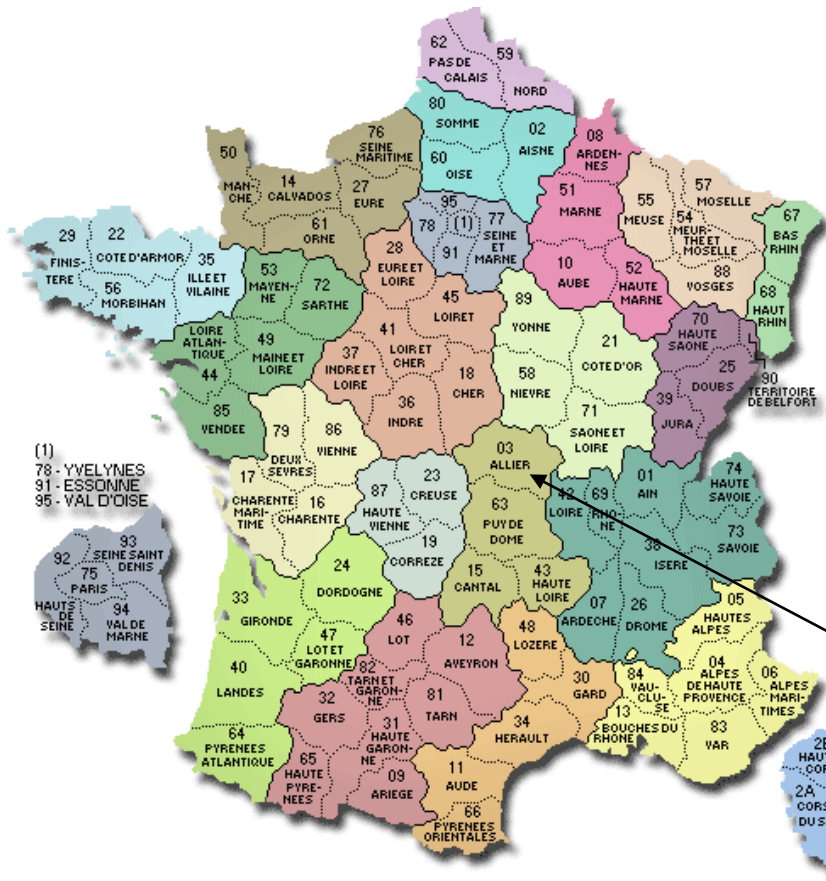 62
PAS DE
CALAIS
59
NORD
80
SOMME
02
AISNE
60
OISE
76
SEINE
MARITIME
50
MAN-
CHE
14
CALVADOS
27
EURE
61
ORNE
08
ARDEN-
NES
51
MARNE
10
AUBE
52
HAUTE
MARNE
55
MEUSE
57
MOSELLE
54
MEUR-
THE ET
MOSELLE
88
VOSGES
67
BAS
RHIN
68
HAUT
RHIN
95
78
(1)
91
77
SEINE
ET
MARNE
29
FINIS-
TERE
22
COTE D'ARMOR
35
ILLE ET
VILAINE
56
MORBIHAN
53
MAYEN-
NE
72
SARTHE
LOIRE
ATLAN-
TIQUE
44
49
MAINE ET
LOIRE
85
VENDEE
28
EURE ET
LOIRE
45
LOIRET
41
LOIR ET
CHER
37
INDRE ET
LOIRE
18
CHER
36
INDRE
89
YONNE
21
COTE D'OR
58
NIEVRE
71
SAONE ET
LOIRE
70
HAUTE
SAONE
25
DOUBS
39
JURA
90
TERRITOIRE
DE BELFORT
79
DEUX
SEVRES
86
VIENNE
17
CHARENTE
MARI-
TIME
16
CHARENTE
87
HAUTE
VIENNE
23
CREUSE
19
CORREZE
03
ALLIER
63
PUY DE
DOME
15
CANTAL
43
HAUTE
LOIRE
42
LOIRE
69
RHO-
NE
01
AIN
74
HAUTE
SAVOIE
73
SAVOIE
38
ISERE
07
ARDECHE
26
DROME
(1)
78 - YVELYNES
91 - ESSONNE
95 - VAL D'OISE
92
HAUTS
DE
SEINE
93
SEINE SAINT
DENIS
75
PARIS
94
VAL DE
MARNE
24
DORDOGNE
33
GIRONDE
47
LOT ET
GARONNE
40
LANDES
64
PYRENEES
ATLANTIQUE
46
LOT
12
AVEYRON
82
TARN ET
GARON-
NE
81
TARN
32
GERS
31
HAUTE
GARON-
NE
65
HAUTE
PYRE-
NEES
09
ARIEGE
48
LOZERE
30
GARD
34
HERAULT
11
AUDE
66
PYRENEES
ORIENTALES
05
HAUTES
ALPES
04
ALPES
DE HAUTE
PROVENCE
06
ALPES
MARI-
TIMES
84
VAU-
CLU-
SE
13
BOUCHES DU
RHONE
83
VAR
2A